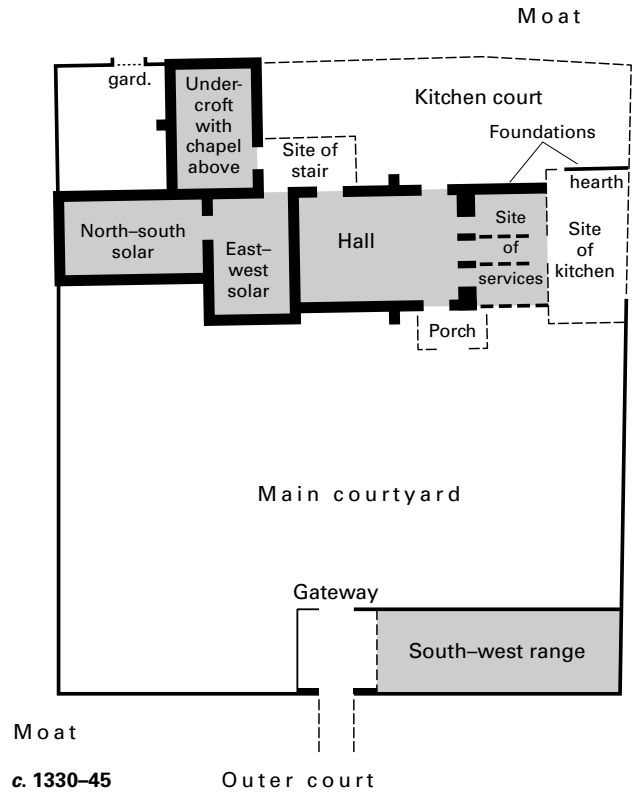 Moat
gard.
Under-
croft
with
chapel
above
Kitchen court
Foundations
Site of
stair
hearth
North–south
solar
East–
west
solar
Hall
Site
of
services
Site
of
kitchen
Porch
Main courtyard
Gateway
South–west range
Moat
c. 1330–45
Outer court